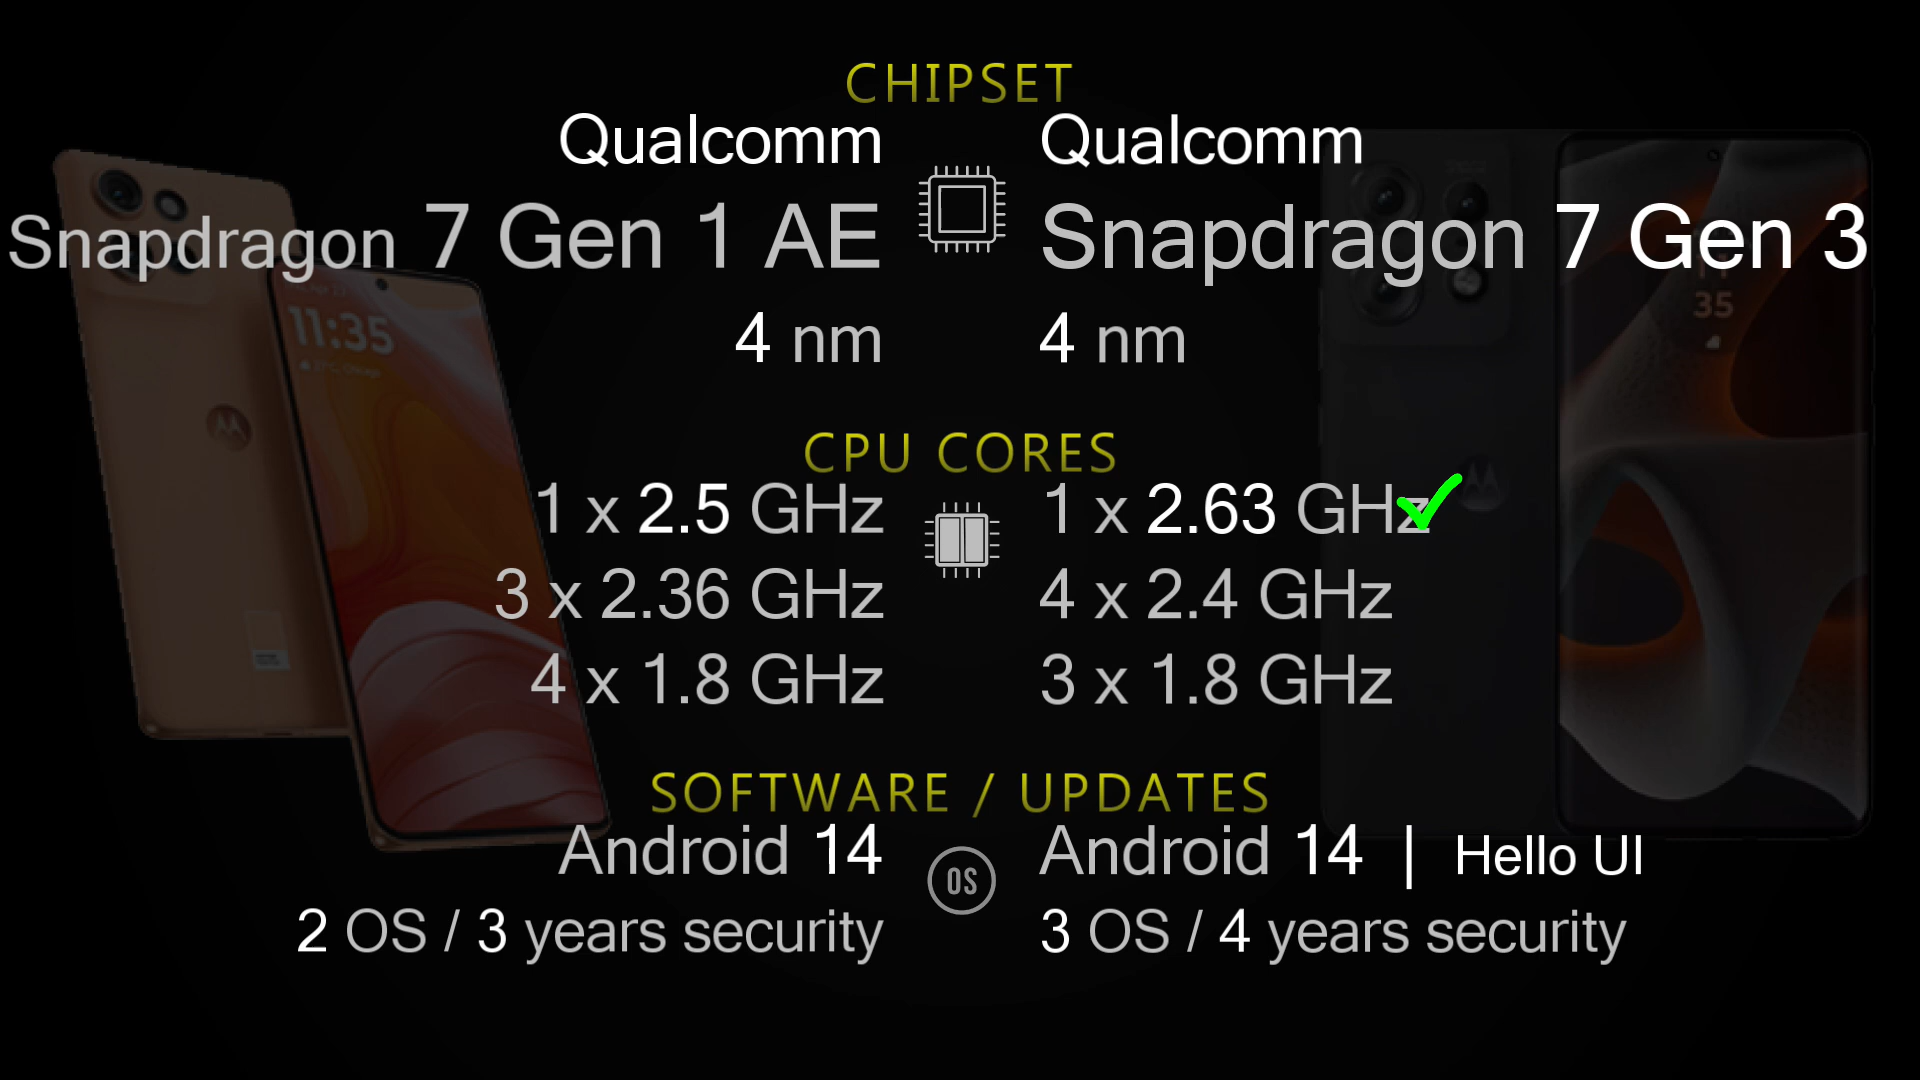 CHIPSET
Qualcomm Qualcomm
Snapdragon 7 Gen 1 AE Snapdragon 7 Gen 3
4 nm 4 nm
11:35
35
CPU CORES
1 x 2.5 GHz 1 x 2.63 GHz
3 x 2.36 GHz 4 x 2.4 GHz
4 x 1.8 GHz 3 x 1.8 GHz
SOFTWARE / UPDATES
Android 14 Android 14 | Hello UI
OS
2 OS / 3 years security 3 OS / 4 years security